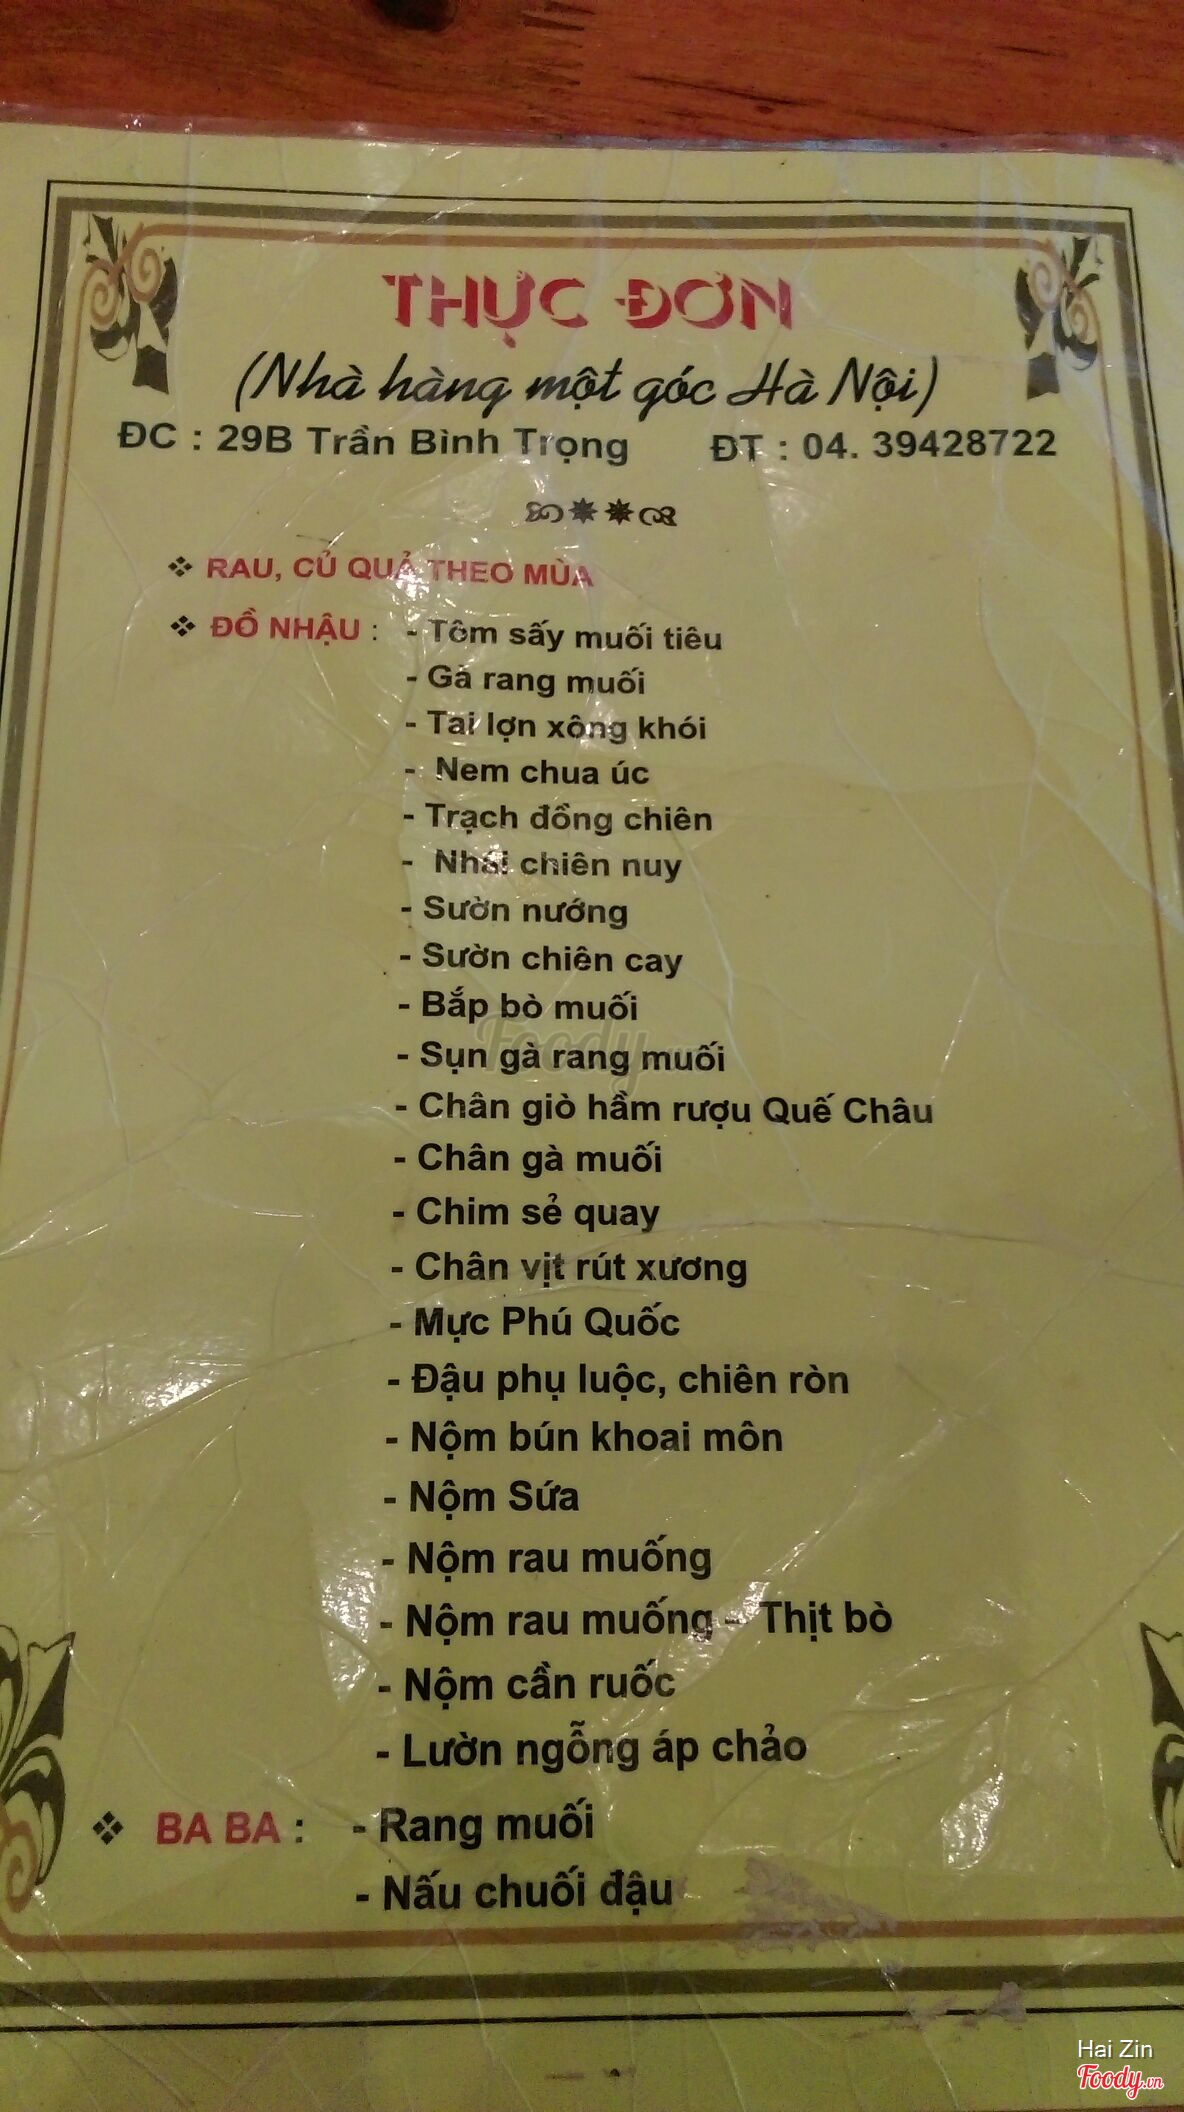 THỰC ĐƠN
(Nhà hàng một góc Hà Nội)
ĐC : 29B Trần Bình Trọng ĐT : 04. 39428722
❖ RAU, CỦ QUẢ THEO MÙA
❖ ĐỒ NHẬU : - Tôm sấy muối tiêu
- Gà rang muối
- Tai lợn xông khói
- Nem chua úc
- Trạch đồng chiên
- Nhái chiên nuy
- Sườn nướng
- Sườn chiên cay
- Bắp bò muối
- Sụn gà rang muối
- Chân giò hầm rượu Quế Châu
- Chân gà muối
- Chim sẻ quay
- Chân vịt rút xương
- Mực Phú Quốc
- Đậu phụ luộc, chiên ròn
- Nộm bún khoai môn
- Nộm Sứa
- Nộm rau muống
- Nộm rau muống – Thịt bò
- Nộm cần ruốc
- Lườn ngỗng áp chảo
❖ BA BA : - Rang muối
- Nấu chuối đậu
Foody
Hai Zin
Foody.vn